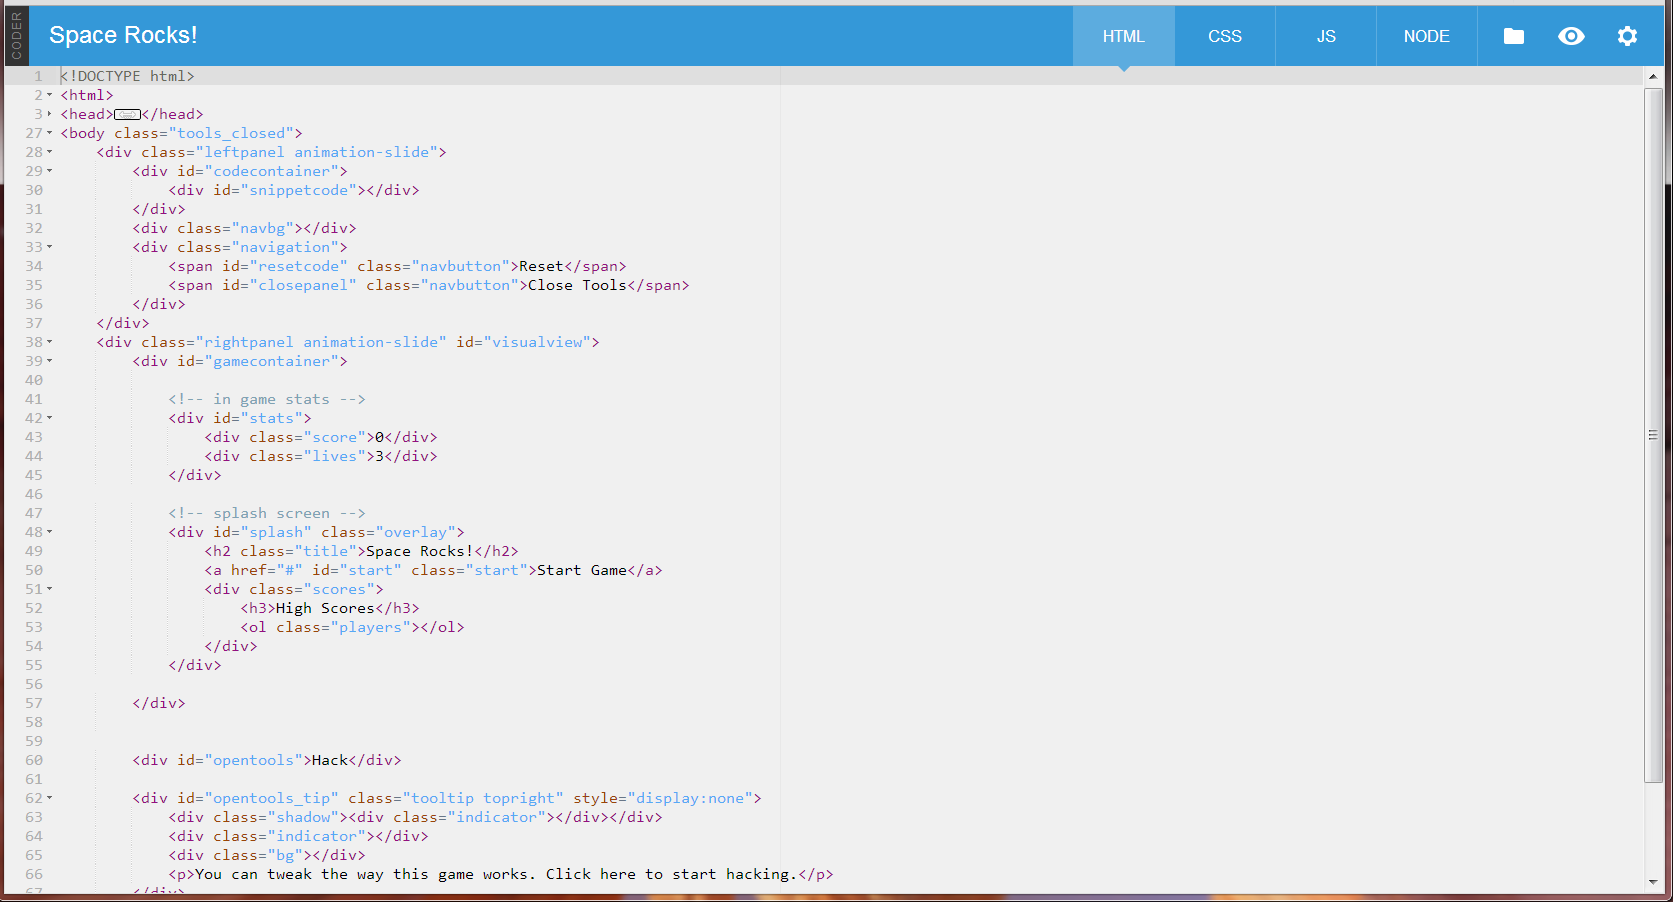 CODER
Space Rocks!
HTML CSS JS NODE
1 <!DOCTYPE html>
2 <html>
3 <head></head>
27 <body class="tools_closed">
28 <div class="leftpanel animation-slide">
29 <div id="codecontainer">
30 <div id="snippetcode"></div>
31 </div>
32 <div class="navbg"></div>
33 <div class="navigation">
34 <span id="resetcode" class="navbutton">Reset</span>
35 <span id="closepanel" class="navbutton">Close Tools</span>
36 </div>
37 </div>
38 <div class="rightpanel animation-slide" id="visualview">
39 <div id="gamecontainer">
40
41 <!-- in game stats -->
42 <div id="stats">
43 <div class="score">0</div>
44 <div class="lives">3</div>
45 </div>
46
47 <!-- splash screen -->
48 <div id="splash" class="overlay">
49 <h2 class="title">Space Rocks!</h2>
50 <a href="#" id="start" class="start">Start Game</a>
51 <div class="scores">
52 <h3>High Scores</h3>
53 <ol class="players"></ol>
54 </div>
55 </div>
56
57 </div>
58
59
60 <div id="opentools">Hack</div>
61
62 <div id="opentools_tip" class="tooltip topright" style="display:none">
63 <div class="shadow"><div class="indicator"></div></div>
64 <div class="indicator"></div>
65 <div class="bg"></div>
66 <p>You can tweak the way this game works. Click here to start hacking.</p>
67 </div>